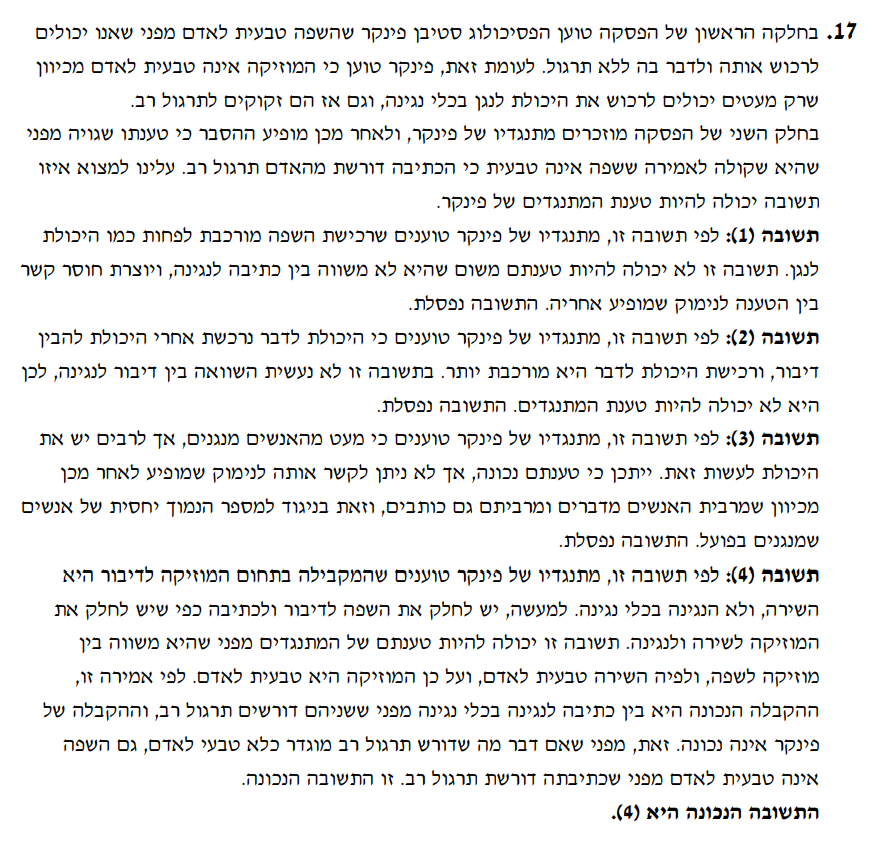 17. בחלקה הראשון של הפסקה טוען הפסיכולוג סטיבן פינקר שהשפה טבעית לאדם מפני שאנו יכולים
לרכוש אותה ולדבר בה ללא תרגול. לעומת זאת, פינקר טוען כי המוזיקה אינה טבעית לאדם מכיוון
שרק מעטים יכולים לרכוש את היכולת לנגן בכלי נגינה, וגם אז הם זקוקים לתרגול רב.
בחלק השני של הפסקה מוזכרים מתנגדיו של פינקר, ולאחר מכן מופיע ההסבר כי טענתו שגויה מפני
שהיא שקולה לאמירה ששפה אינה טבעית כי הכתיבה דורשת מהאדם תרגול רב. עלינו למצוא איזו
תשובה יכולה להיות טענת המתנגדים של פינקר.
תשובה (1): לפי תשובה זו, מתנגדיו של פינקר טוענים שרכישת השפה מורכבת לפחות כמו היכולת
לנגן. תשובה זו לא יכולה להיות טענתם משום שהיא לא משווה בין כתיבה לנגינה, ויוצרת חוסר קשר
בין הטענה לנימוק שמופיע אחריה. התשובה נפסלת.
תשובה (2): לפי תשובה זו, מתנגדיו של פינקר טוענים כי היכולת לדבר נרכשת אחרי היכולת להבין
דיבור, ורכישת היכולת לדבר היא מורכבת יותר. בתשובה זו לא נעשית השוואה בין דיבור לנגינה, לכן
היא לא יכולה להיות טענת המתנגדים. התשובה נפסלת.
תשובה (3): לפי תשובה זו, מתנגדיו של פינקר טוענים כי מעט מהאנשים מנגנים, אך לרבים יש את
היכולת לעשות זאת. ייתכן כי טענתם נכונה, אך לא ניתן לקשר אותה לנימוק שמופיע לאחר מכן
מכיוון שמרבית האנשים מדברים ומרביתם גם כותבים, וזאת בניגוד למספר הנמוך יחסית של אנשים
שמנגנים בפועל. התשובה נפסלת.
תשובה (4): לפי תשובה זו, מתנגדיו של פינקר טוענים שהמקבילה בתחום המוזיקה לדיבור היא
השירה, ולא הנגינה בכלי נגינה. למעשה, יש לחלק את השפה לדיבור ולכתיבה כפי שיש לחלק את
המוזיקה לשירה ולנגינה. תשובה זו יכולה להיות טענתם של המתנגדים מפני שהיא משווה בין
מוזיקה לשפה, ולפיה השירה טבעית לאדם, ועל כן המוזיקה היא טבעית לאדם. לפי אמירה זו,
ההקבלה הנכונה היא בין כתיבה לנגינה בכלי נגינה מפני ששניהם דורשים תרגול רב, וההקבלה של
פינקר אינה נכונה. זאת, מפני שאם דבר מה שדורש תרגול רב מוגדר כלא טבעי לאדם, גם השפה
אינה טבעית לאדם מפני שכתיבתה דורשת תרגול רב. זו התשובה הנכונה.
התשובה הנכונה היא (4).